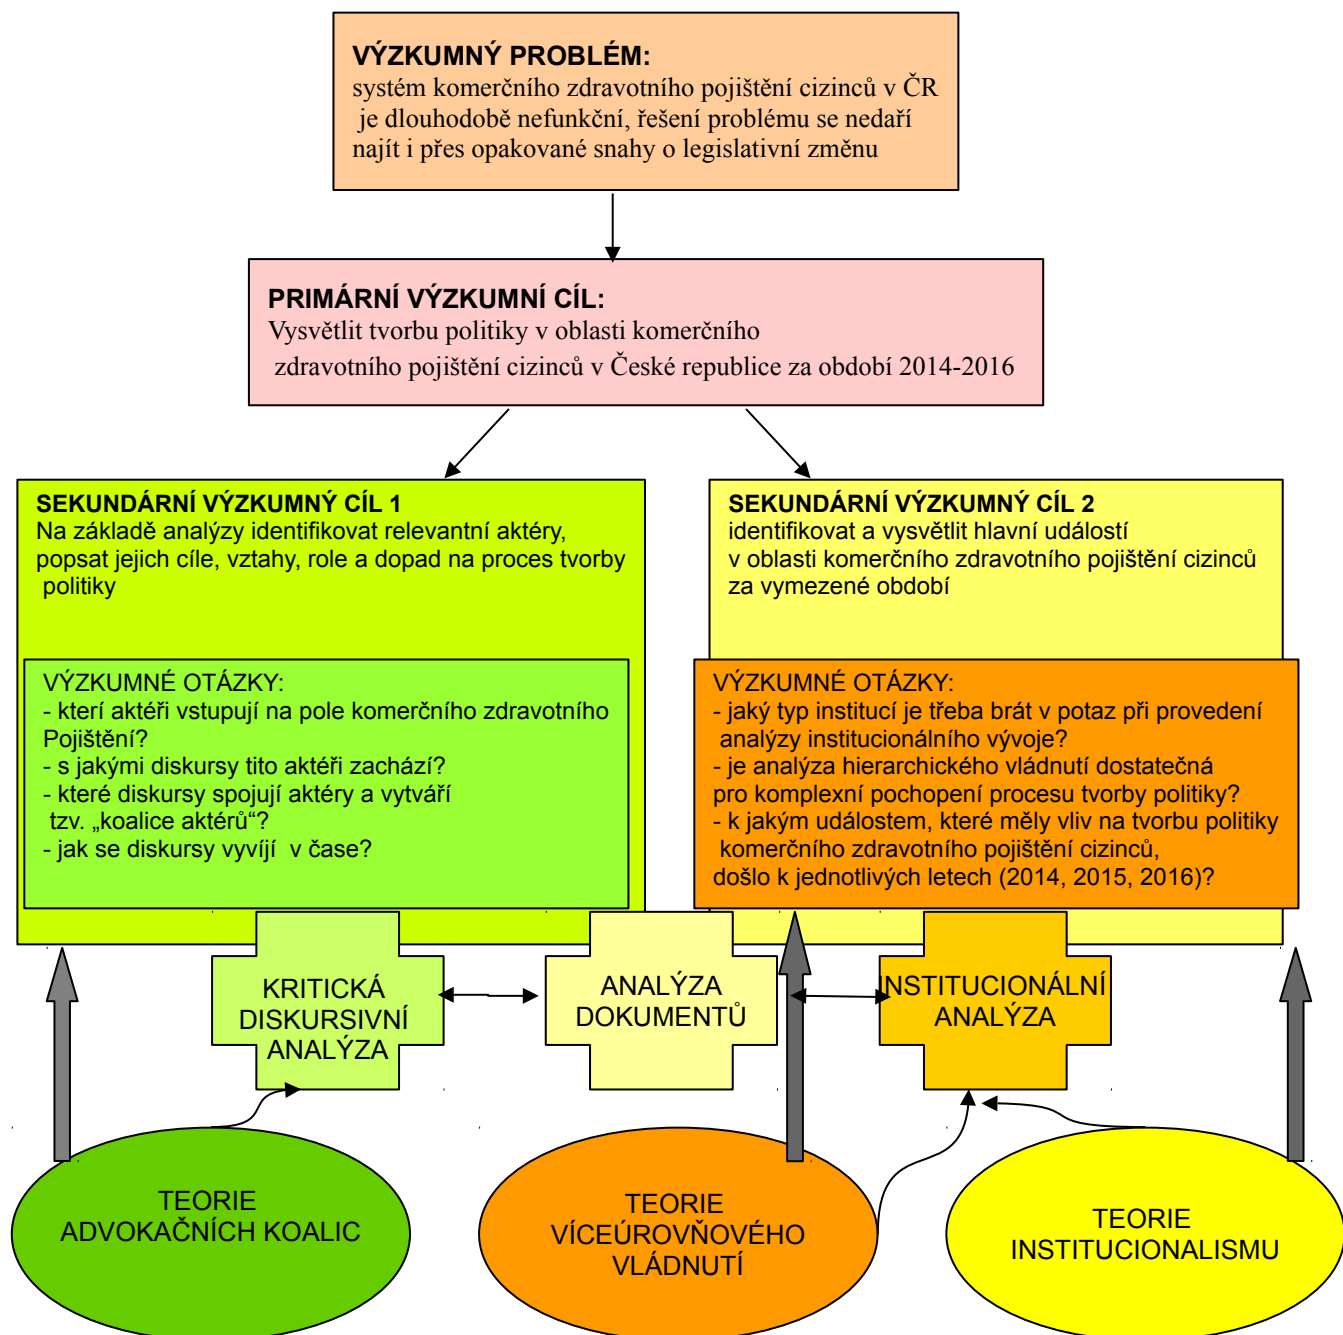 VÝZKUMNÝ PROBLÉM:
systém komerčního zdravotního pojištění cizinců v ČR
je dlouhodobě nefunkční, řešení problému se nedaří
najít i přes opakované snahy o legislativní změnu
PRIMÁRNÍ VÝZKUMNÍ CÍL:
Vysvětlit tvorbu politiky v oblasti komerčního
zdravotního pojištění cizinců v České republice za období 2014-2016
SEKUNDÁRNÍ VÝZKUMNÝ CÍL 1
Na základě analýzy identifikovat relevantní aktéry,
popsat jejich cíle, vztahy, role a dopad na proces tvorby
politiky
VÝZKUMNÉ OTÁZKY:
- kteří aktéři vstupují na pole komerčního zdravotního
Pojištění?
- s jakými diskursy tito aktéři zachází?
- které diskursy spojují aktéry a vytváří
tzv. „koalice aktérů“?
- jak se diskursy vyvíjí v čase?
SEKUNDÁRNÍ VÝZKUMNÝ CÍL 2
identifikovat a vysvětlit hlavní událostí
v oblasti komerčního zdravotního pojištění cizinců
za vymezené období
VÝZKUMNÉ OTÁZKY:
- jaký typ institucí je třeba brát v potaz při provedení
analýzy institucionálního vývoje?
- je analýza hierarchického vládnutí dostatečná
pro komplexní pochopení procesu tvorby politiky?
- k jakým událostem, které měly vliv na tvorbu politiky
komerčního zdravotního pojištění cizinců,
došlo k jednotlivých letech (2014, 2015, 2016)?
KRITICKÁ
DISKURSIVNÍ
ANALÝZA
ANALÝZA
DOKUMENTŮ
INSTITUCIONÁLNÍ
ANALÝZA
TEORIE
ADVOKAČNÍCH KOALIC
TEORIE
VÍCEÚROVŇOVÉHO
VLÁDNUTÍ
TEORIE
INSTITUCIONALISMU